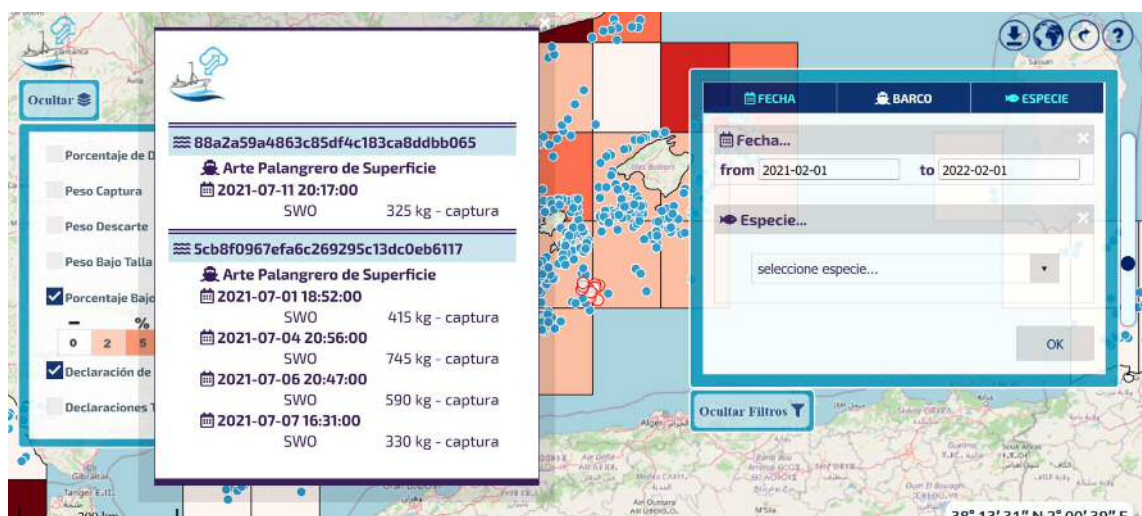 Ocultar
Porcentaje de D
Peso Captura
Peso Descarte
Peso Bajo Talla
Porcentaje Bajo
%
0 2 5
Declaración de
Declaraciones T
88a2a59a4863c85df4c183ca8ddbb065
Arte Palangrero de Superficie
2021-07-11 20:17:00
SWO 325 kg - captura
5cb8f0967efa6c269295c13dc0eb6117
Arte Palangrero de Superficie
2021-07-01 18:52:00
SWO 415 kg - captura
2021-07-04 20:56:00
SWO 745 kg - captura
2021-07-06 20:47:00
SWO 590 kg - captura
2021-07-07 16:31:00
SWO 330 kg - captura
FECHA BARCO ESPECIE
Fecha...
from 2021-02-01 to 2022-02-01
Especie...
seleccione especie...
OK
Ocultar Filtros
Sassari
Gibraltar
Aïn Oussara
M'Sila
200 km
38° 13′ 31″ N 2° 00′ 39″ E